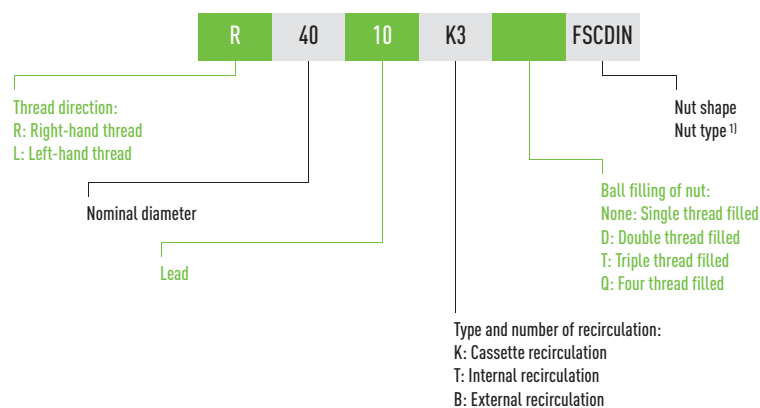 R 40 10 K3 FSCDIN
Thread direction:
R: Right-hand thread
L: Left-hand thread
Nut shape
Nut type 1)
Nominal diameter
Ball filling of nut:
None: Single thread filled
D: Double thread filled
T: Triple thread filled
Q: Four thread filled
Lead
Type and number of recirculation:
K: Cassette recirculation
T: Internal recirculation
B: External recirculation